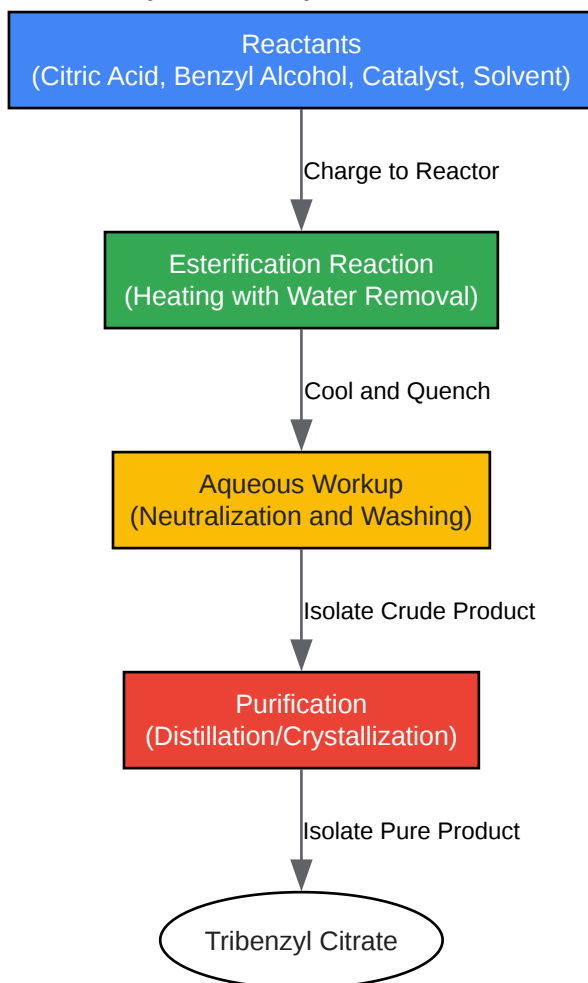 Reactants
(Citric Acid, Benzyl Alcohol, Catalyst, Solvent)
Charge to Reactor
Esterification Reaction
(Heating with Water Removal)
Cool and Quench
Aqueous Workup
(Neutralization and Washing)
Isolate Crude Product
Purification
(Distillation/Crystallization)
Isolate Pure Product
Tribenzyl Citrate